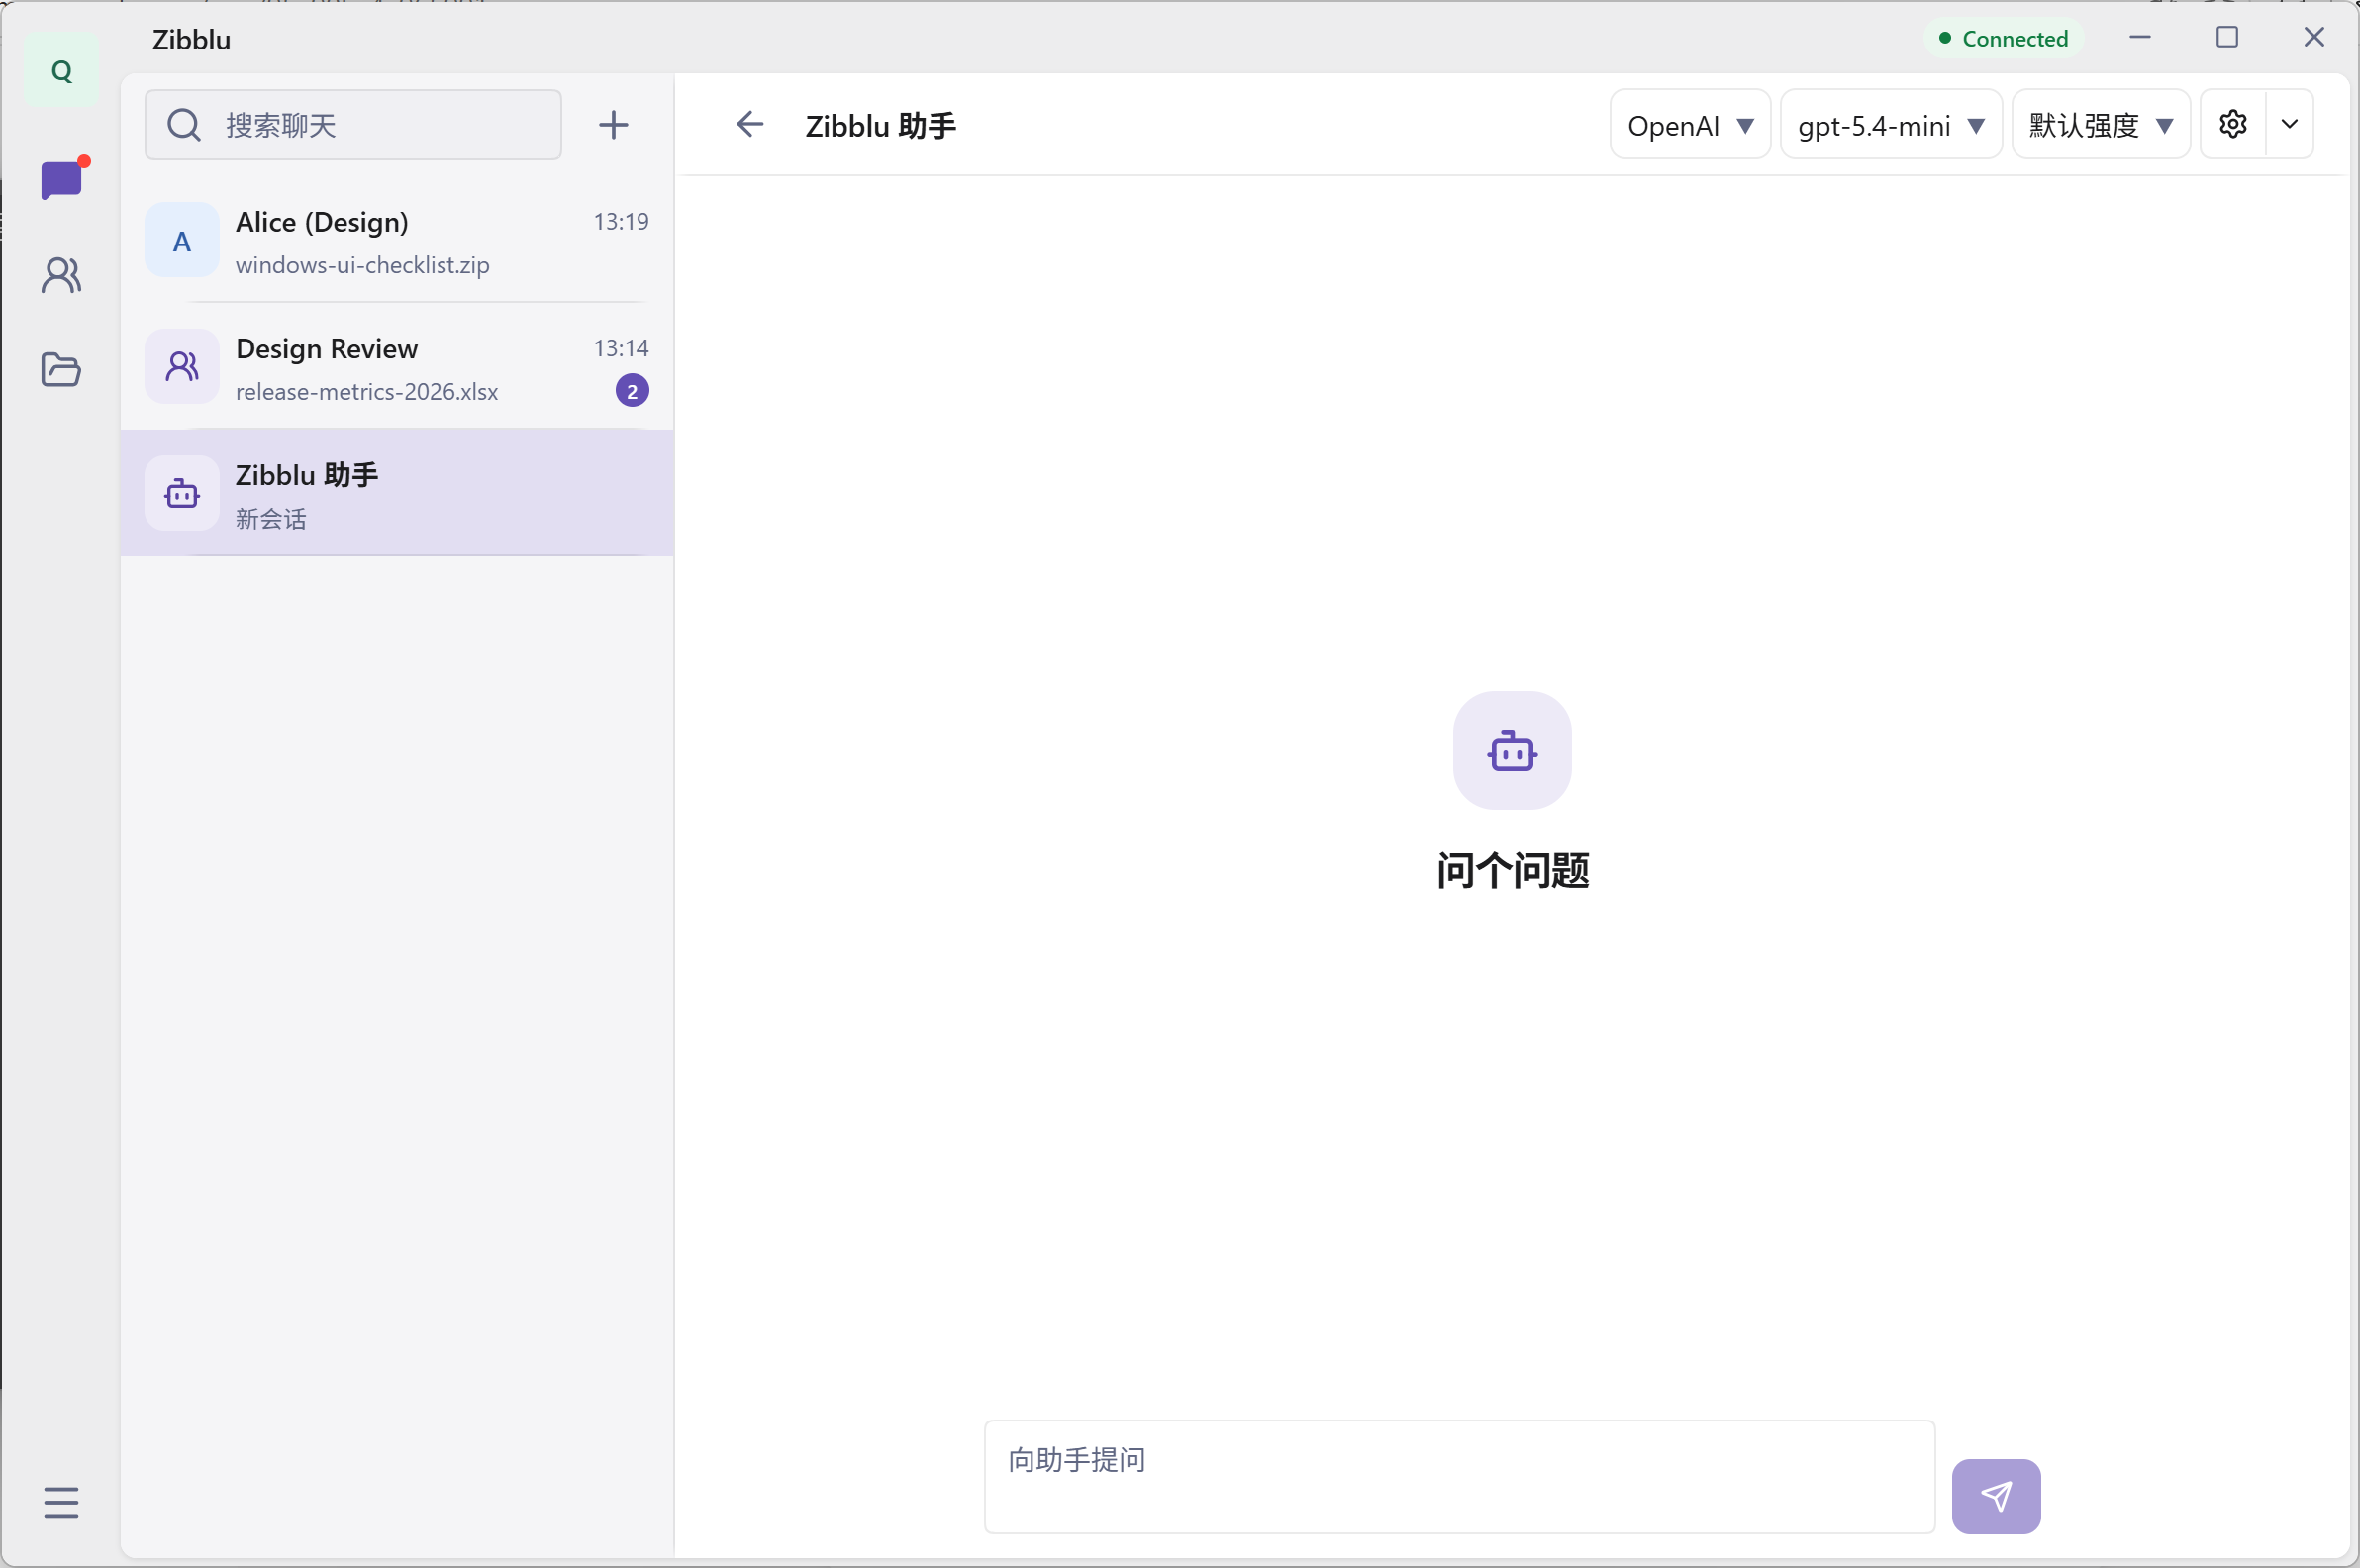 Zibblu
Connected
Q
搜索聊天
Alice (Design)
13:19
A
windows-ui-checklist.zip
Design Review
13:14
release-metrics-2026.xlsx
2
Zibblu 助手
新会话
Zibblu 助手
OpenAI
gpt-5.4-mini
默认强度
问个问题
向助手提问